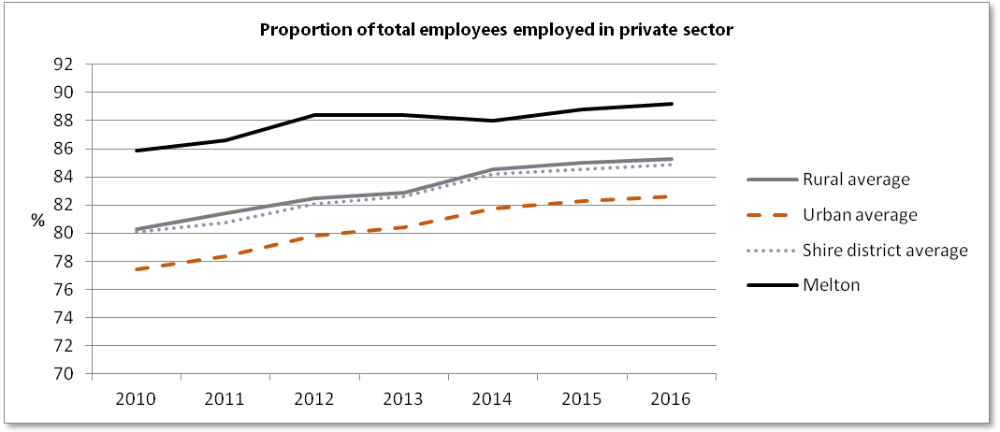 Proportion of total employees employed in private sector
92
90
88
86
84
82
80
78
76
74
72
70
%
2010 2011 2012 2013 2014 2015 2016
Rural average
Urban average
Shire district average
Melton